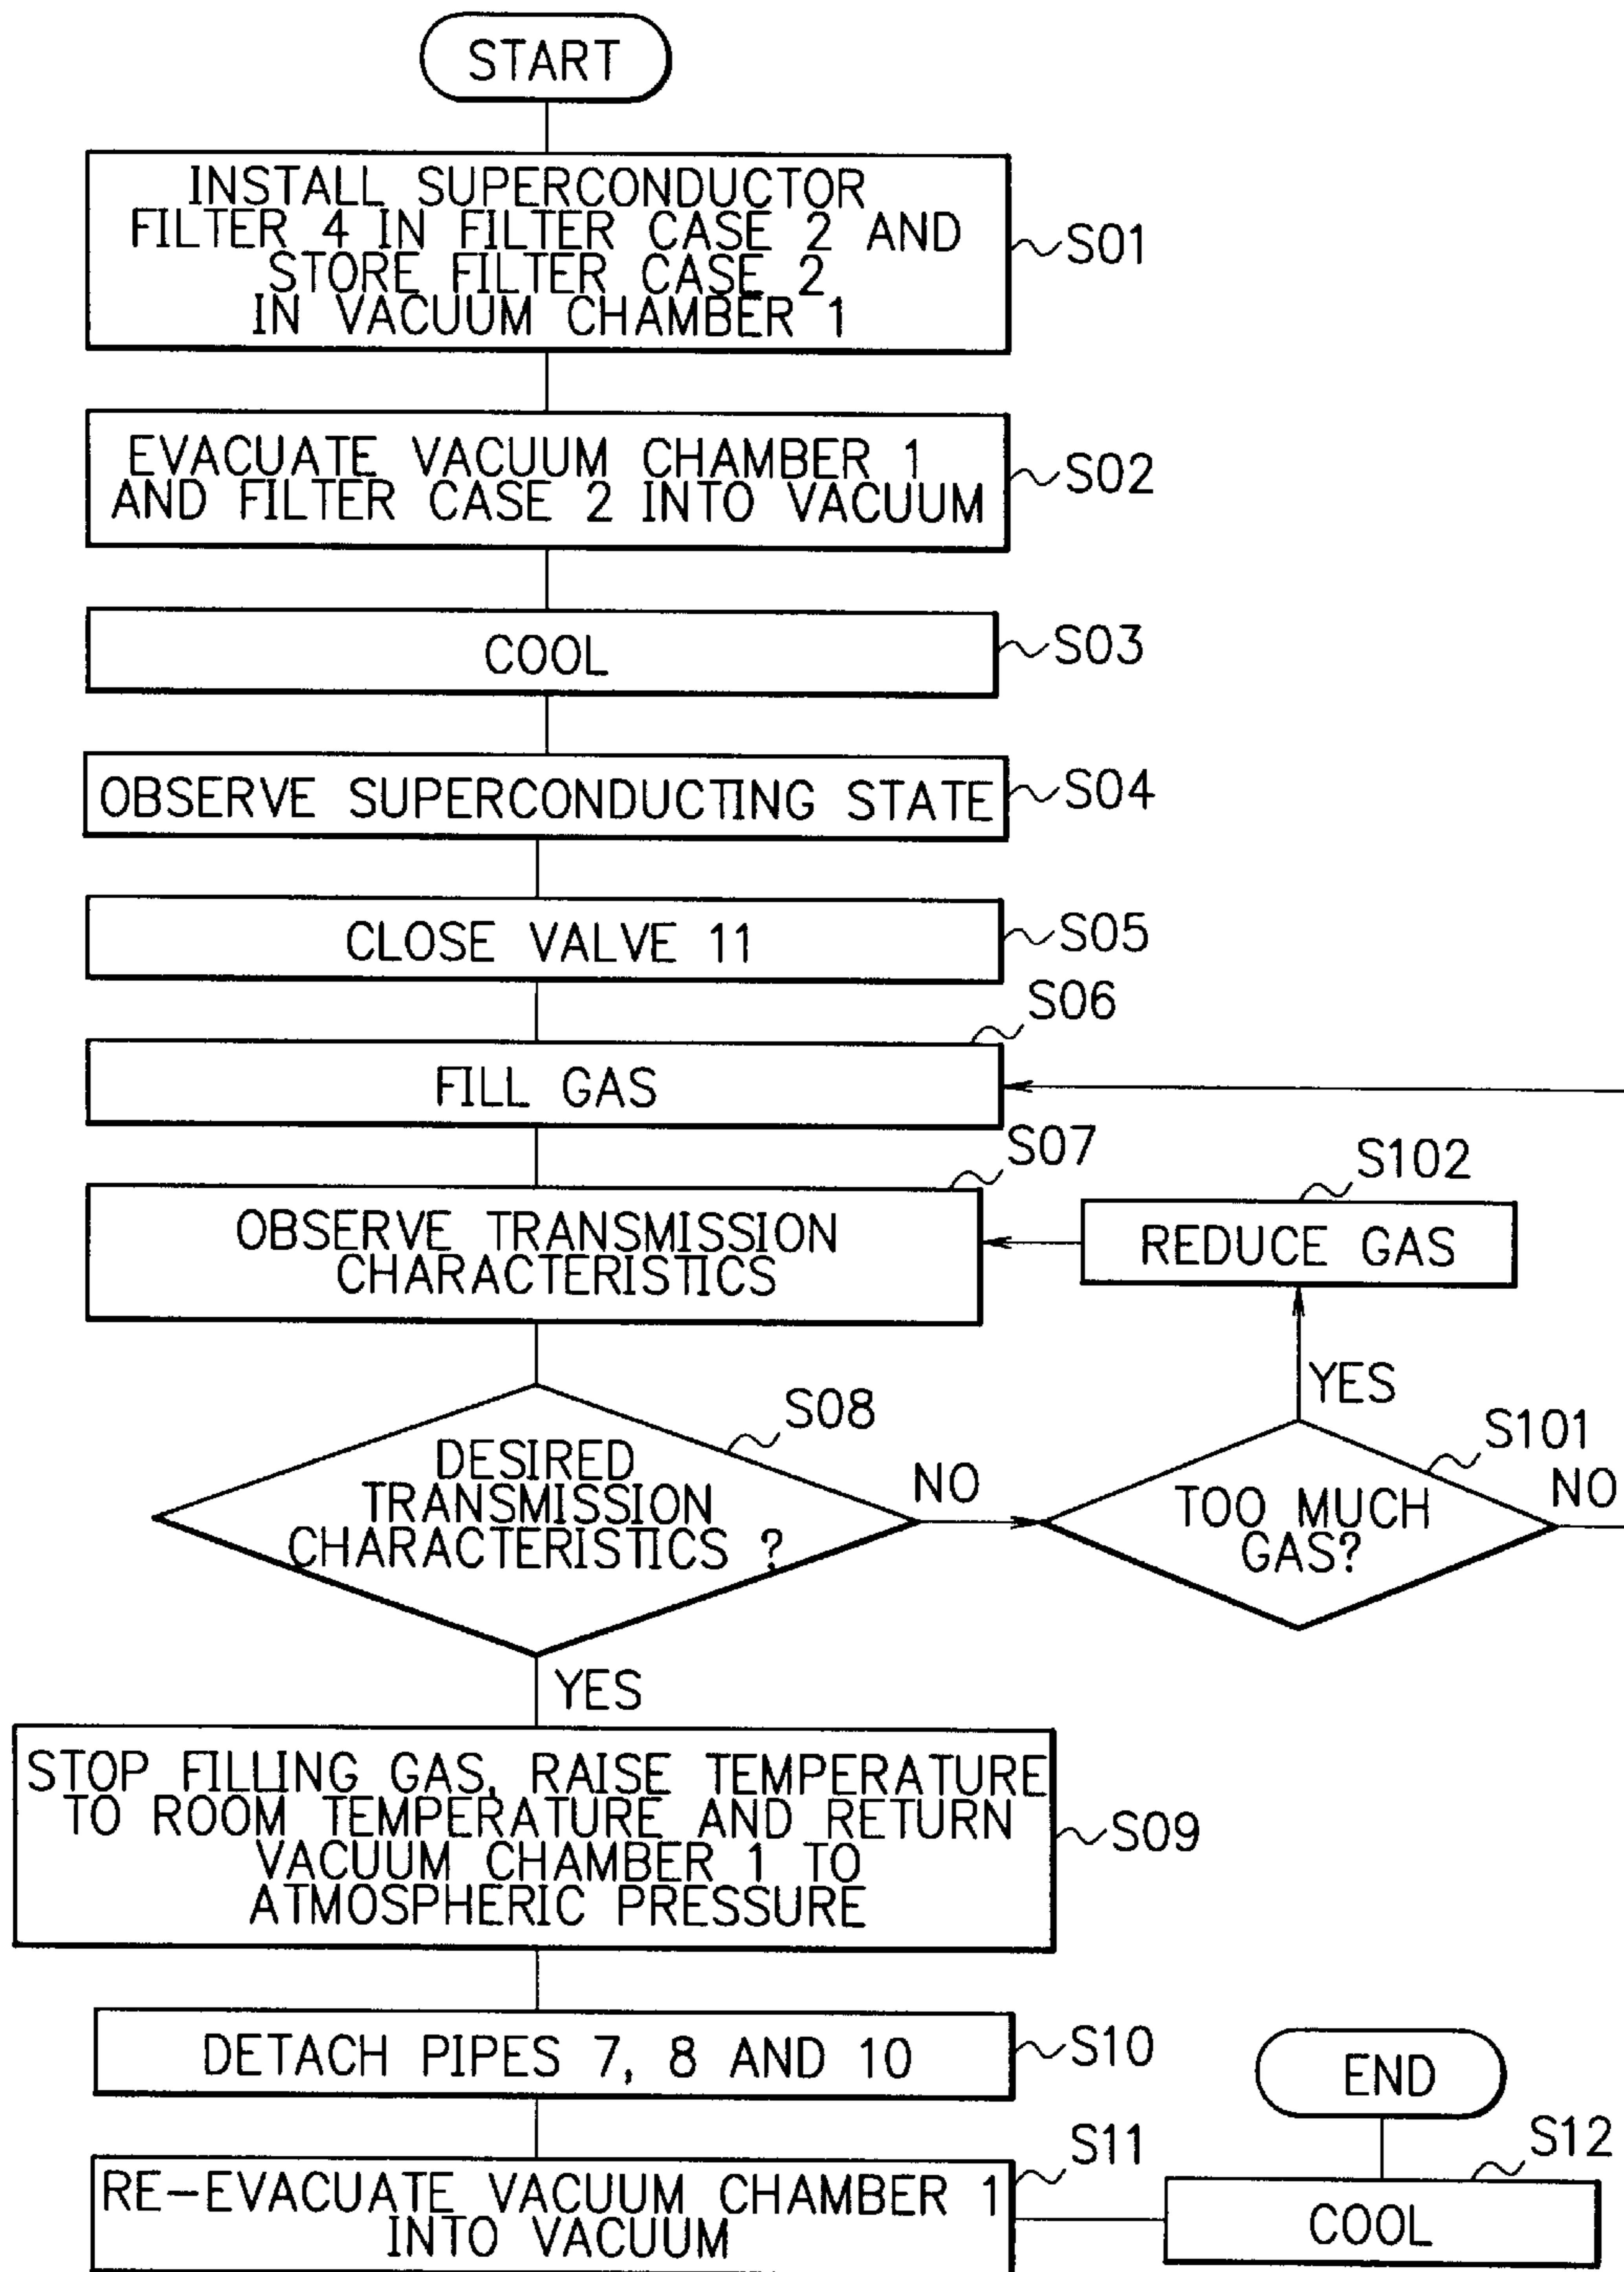 START
INSTALL SUPERCONDUCTOR
FILTER 4 IN FILTER CASE 2 AND
STORE FILTER CASE 2
IN VACUUM CHAMBER 1
S01
EVACUATE VACUUM CHAMBER 1
AND FILTER CASE 2 INTO VACUUM
S02
COOL
S03
OBSERVE SUPERCONDUCTING STATE
S04
CLOSE VALVE 11
S05
S06
FILL GAS
S07
OBSERVE TRANSMISSION
CHARACTERISTICS
S102
REDUCE GAS
YES
S08
DESIRED
TRANSMISSION
CHARACTERISTICS ?
NO
S101
TOO MUCH
GAS?
NO
YES
STOP FILLING GAS, RAISE TEMPERATURE
TO ROOM TEMPERATURE AND RETURN
VACUUM CHAMBER 1 TO
ATMOSPHERIC PRESSURE
S09
DETACH PIPES 7, 8 AND 10
S10
END
S11
RE-EVACUATE VACUUM CHAMBER 1
INTO VACUUM
S12
COOL